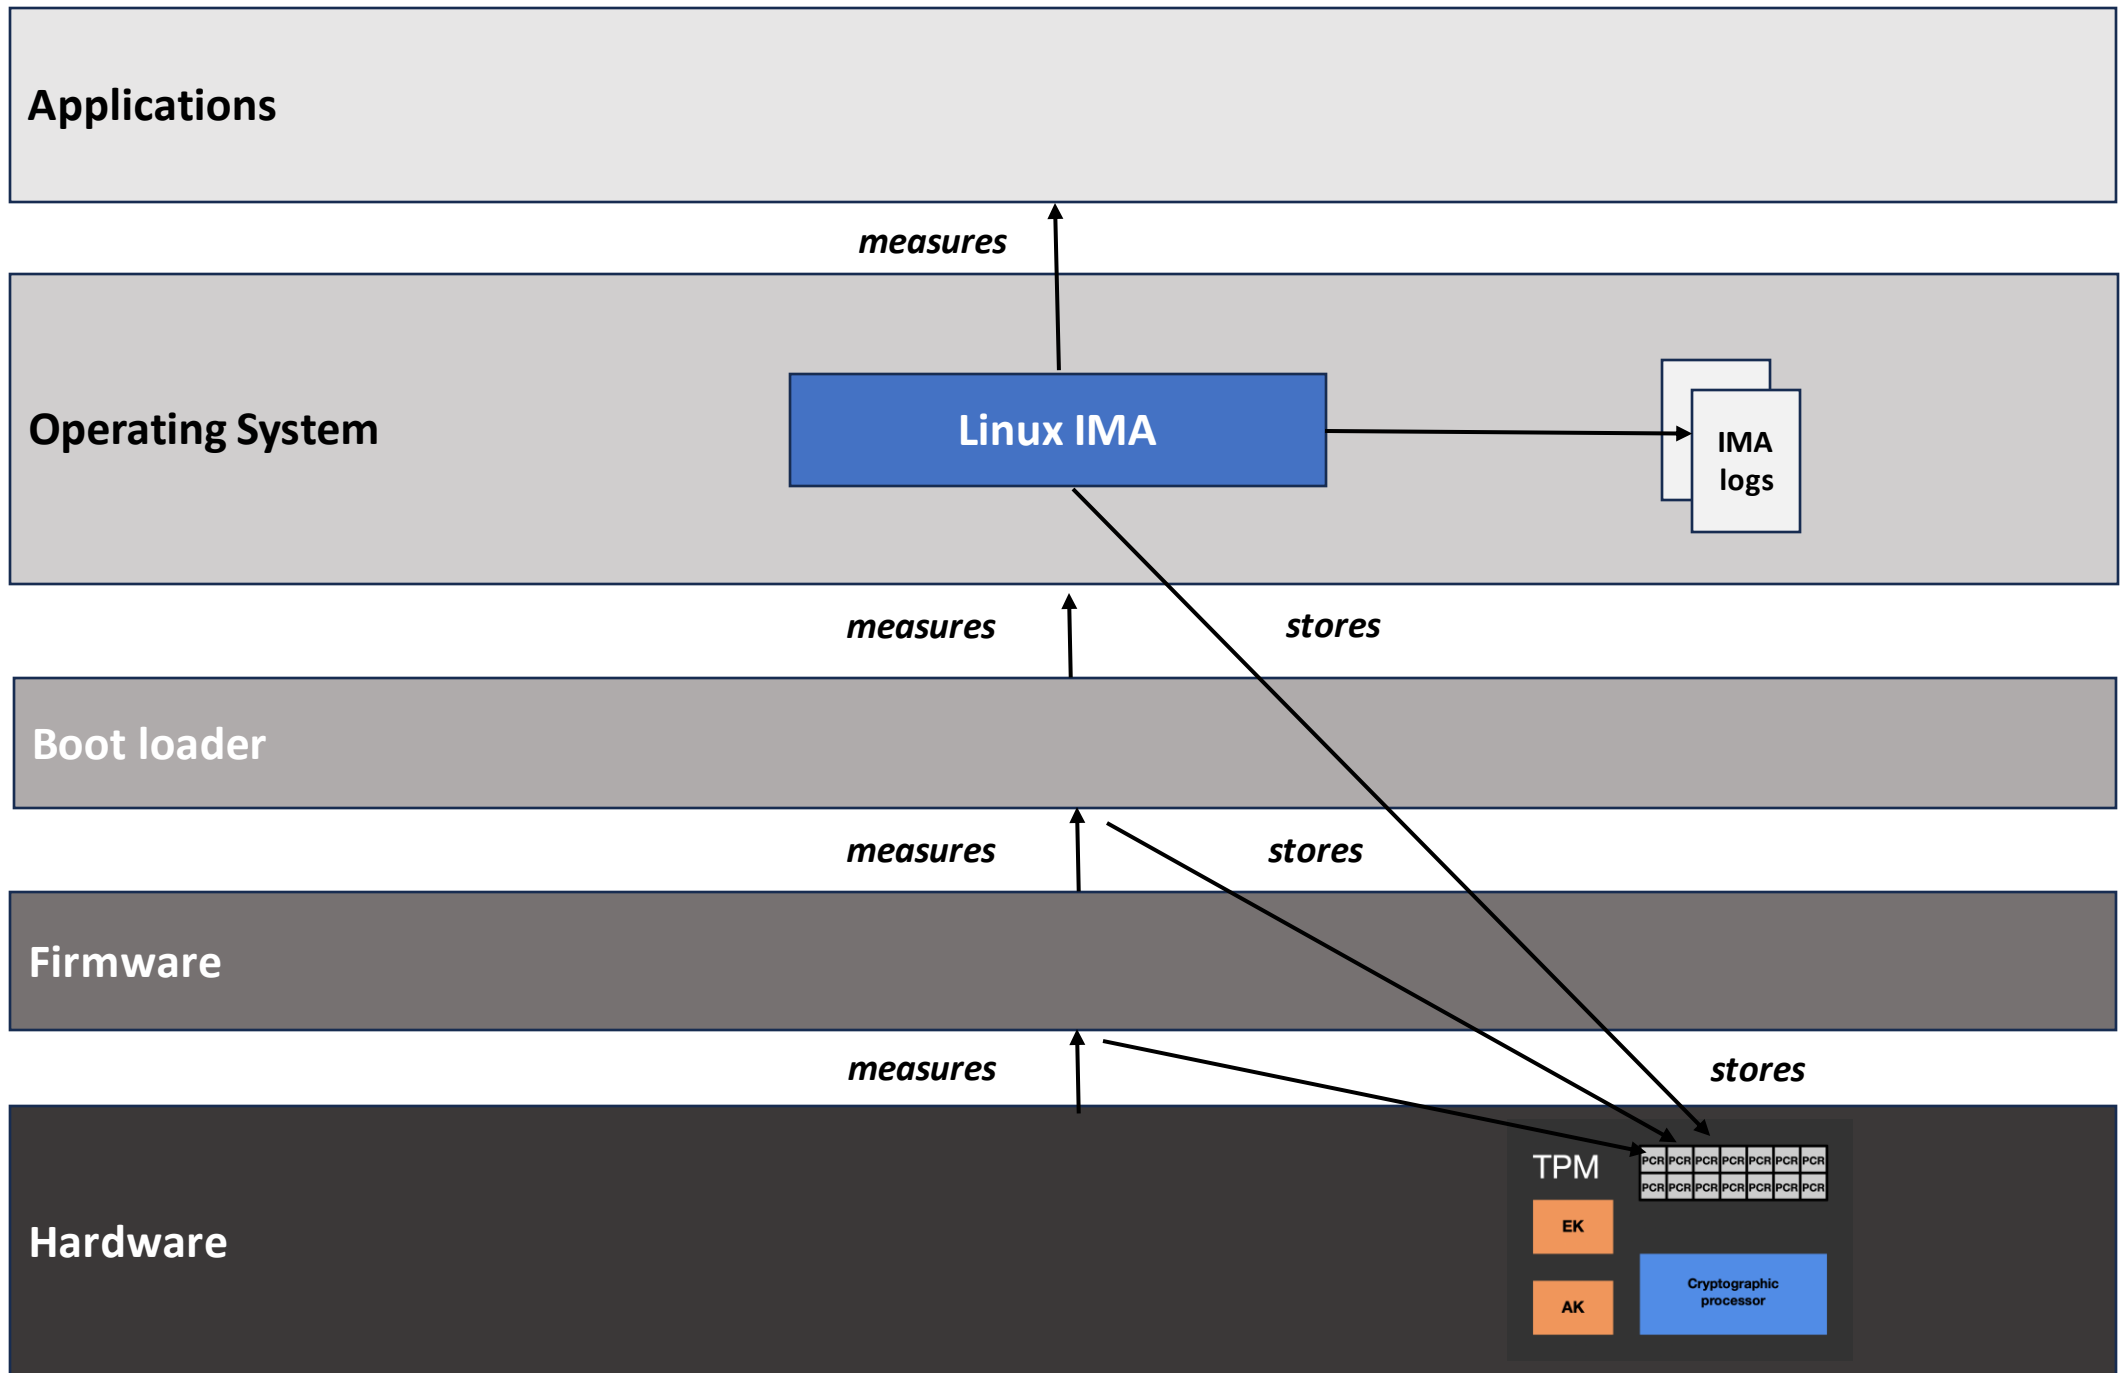 Applications
measures
Operating System
Linux IMA
IMA
logs
measures
stores
Boot loader
measures
stores
Firmware
measures
stores
Hardware
TPM
PCR PCR PCR PCR PCR PCR PCR
PCR PCR PCR PCR PCR PCR PCR
EK
AK
Cryptographic
processor